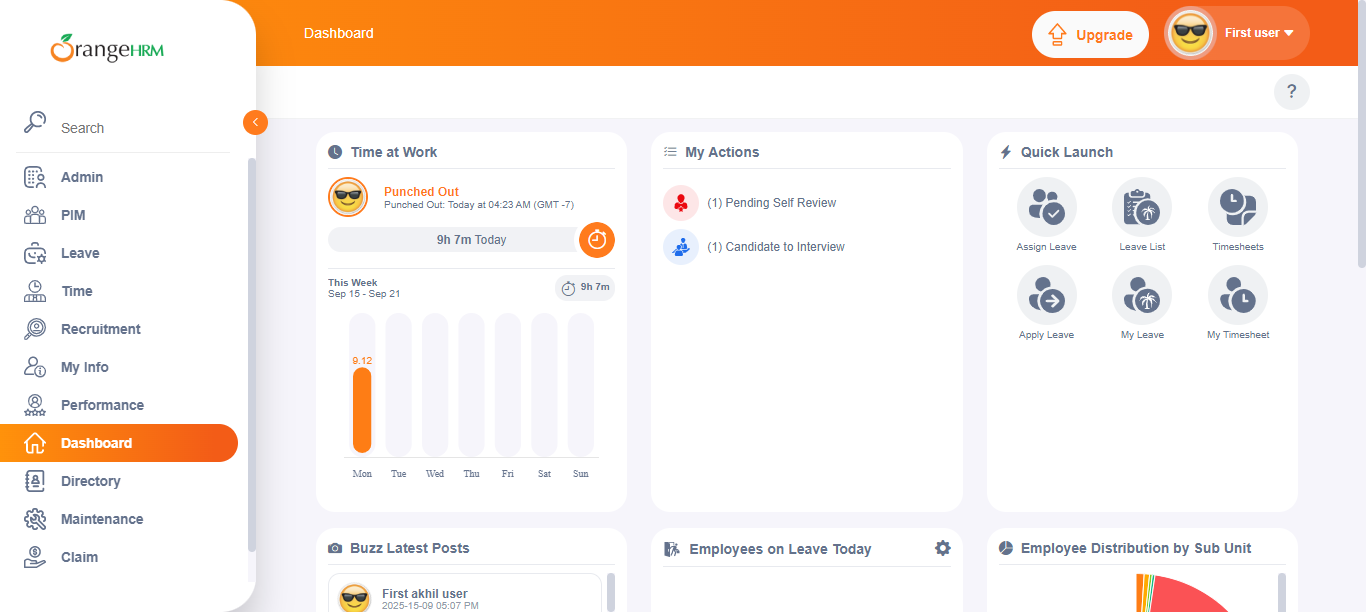 OrangeHRM
Search
Admin
PIM
Leave
Time
Recruitment
My Info
Performance
Dashboard
Directory
Maintenance
Claim
Dashboard
Upgrade
First user
?
Time at Work
Punched Out
Punched Out: Today at 04:23 AM (GMT -7)
9h 7m Today
This Week
Sep 15 - Sep 21
9h 7m
9.12
Mon Tue Wed Thu Fri Sat Sun
My Actions
(1) Pending Self Review
(1) Candidate to Interview
Quick Launch
Assign Leave Leave List Timesheets
Apply Leave My Leave My Timesheet
Buzz Latest Posts
First akhil user
2025-15-09 05:07 PM
Employees on Leave Today
Employee Distribution by Sub Unit